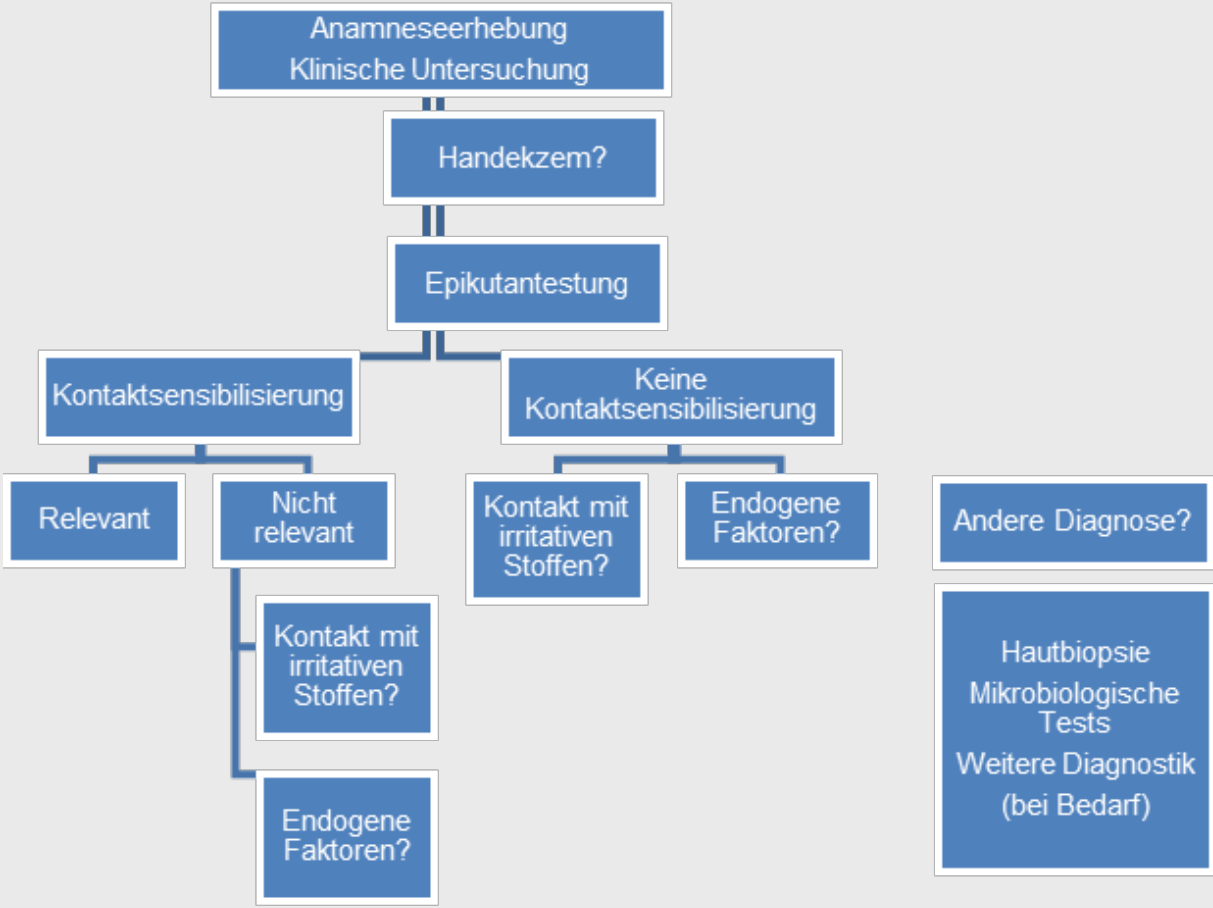 Anamneseerhebung
Klinische Untersuchung
Handekzem?
Epikutantestung
Kontaktsensibilisierung
Keine
Kontaktsensibilisierung
Relevant
Nicht
relevant
Kontakt mit
irritativen
Stoffen?
Endogene
Faktoren?
Andere Diagnose?
Kontakt mit
irritativen
Stoffen?
Endogene
Faktoren?
Hautbiopsie
Mikrobiologische
Tests
Weitere Diagnostik
(bei Bedarf)